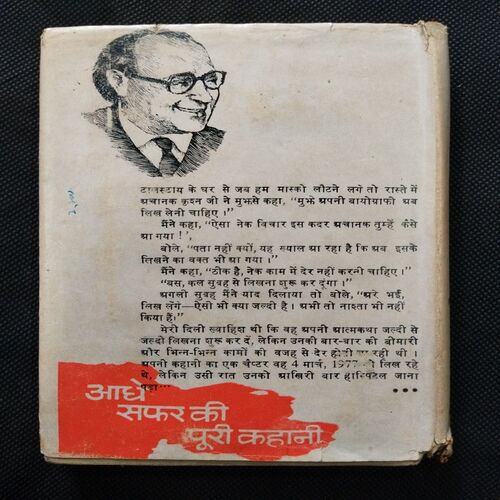 टालस्टाय के घर से जब हम मास्को लौटने लगे तो रास्ते में
अचानक कृश्न जी ने मुझसे कहा, "मुझे अपनी बायोग्राफी अब
लिख लेनी चाहिए ।"
मैंने कहा, "ऐसा नेक विचार इस कदर अचानक तुम्हें कैसे
आ गया !',
बोले, "पता नहीं क्यों, यह ख्याल आ रहा है कि अब इसके
लिखने का वक्त भी आ गया ।"
मैंने कहा, "ठीक है, नेक काम में देर नहीं करनी चाहिए ।"
"बस, कल सुबह से लिखना शुरू कर दूंगा ।"
अगली सुबह मैंने याद दिलाया तो बोले, "अरे भई,
लिख लेंगे—ऐसी भी क्या जल्दी है । अभी तो नाश्ता भी नहीं
किया है।"
मेरी दिली ख्वाहिश थी कि वह अपनी आत्मकथा जल्दी से
जल्दी लिखना शुरू कर दें, लेकिन उनकी बार-बार की बीमारी
और भिन्न-भिन्न कामों की वजह से देर होती जा रही थी ।
अपनी कहानी का एक चैप्टर वह 4 मार्च, 1977 को लिख रहे
थे, लेकिन उसी रात उनको आखिरी बार हास्पिटल जाना
पड़ा...
आधे
सफर की
पूरी कहानी